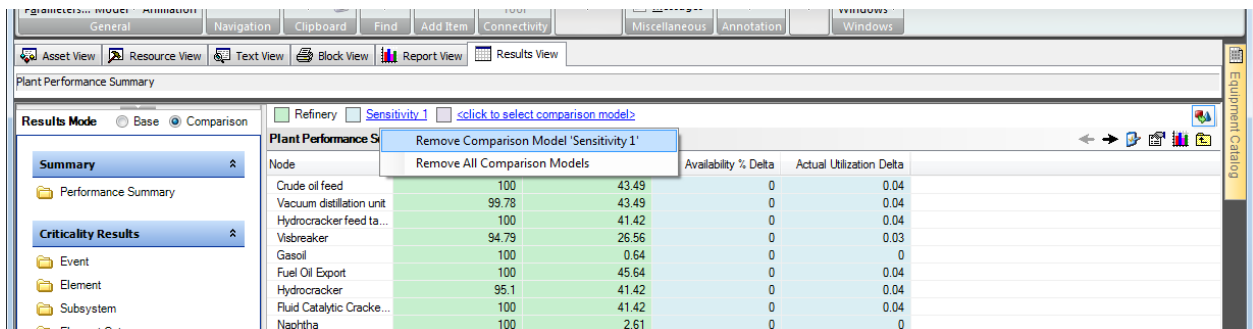 Parameters... Model Animation
Tool
Messages
Windows
General Navigation Clipboard Find Add Item Connectivity Miscellaneous Annotation Windows
Asset View Resource View Text View Block View Report View Results View
Plant Performance Summary
Results Mode Base Comparison
Refinery Sensitivity 1 <click to select comparison model>
Plant Performance S
Remove Comparison Model 'Sensitivity 1'
Remove All Comparison Models
Summary
Performance Summary
Criticality Results
Event
Element
Subsystem
Node Availability % Delta Actual Utilization Delta
Crude oil feed 100 43.49 0 0.04
Vacuum distillation unit 99.78 43.49 0 0.04
Hydrocracker feed ta... 100 41.42 0 0.04
Visbreaker 94.79 26.56 0 0.03
Gasoil 100 0.64 0 0
Fuel Oil Export 100 45.64 0 0.04
Hydrocracker 95.1 41.42 0 0.04
Fluid Catalytic Cracke... 100 41.42 0 0.04
Naphtha 100 2.61 0 0
Equipment Catalog